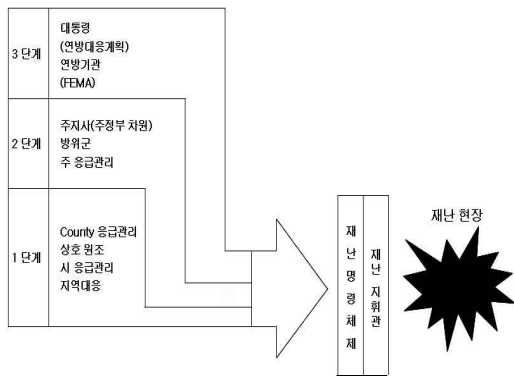 3 단계
대통령
(연방대응계획)
연방기관
(FEMA)
2 단계
주지사(주정부 차원)
방위군
주 응급관리
1 단계
County 응급관리
상호 원조
시 응급관리
지역대응
재난명령체제
재난 지휘관
재난 현장